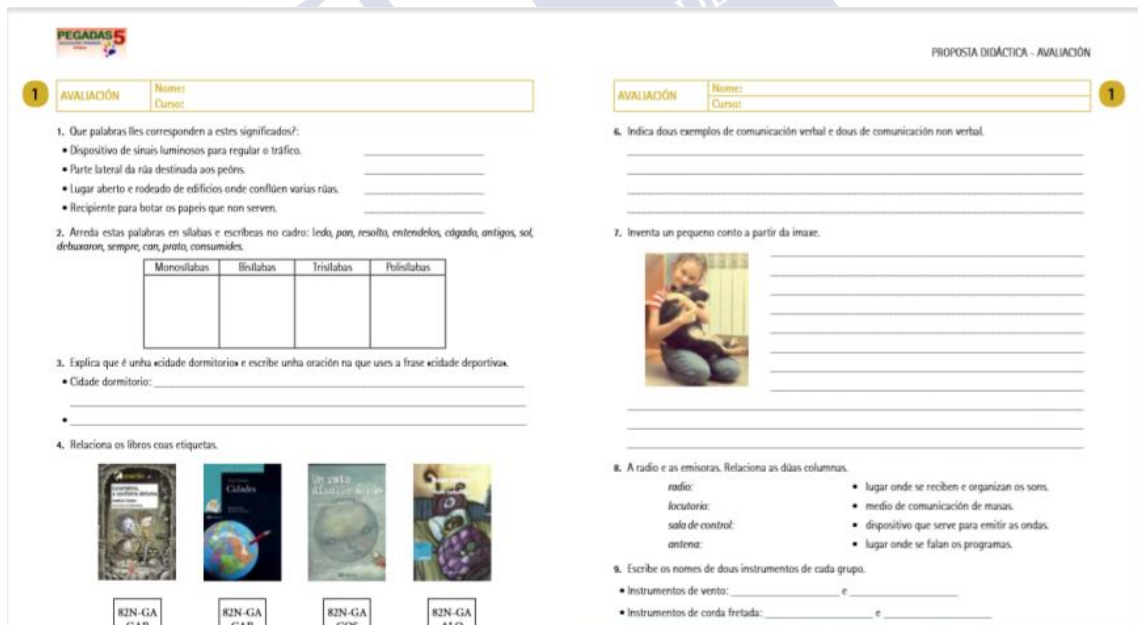 PEGADAS 5
PROPOSTA DIDÁCTICA - AVALIACIÓN
1
AVALIACIÓN
Nome:
Curso:
1. Que palabras lles corresponden a estes significados?:
• Dispositivo de sinais luminosos para regular o tráfico.
• Parte lateral da rúa destinada aos peóns.
• Lugar aberto e rodeado de edificios onde conflúen varias rúas.
• Recipiente para botar os papeis que non serven.
2. Arreda estas palabras en sílabas e escríbeas no cadro: ledo, pan, resolto, entendelos, cágado, antigos, sol,
debuxaron, sempre, can, prato, consumides.
Monosílabas Bisílabas Trisílabas Polisílabas
3. Explica que é unha «cidade dormitorio» e escribe unha oración na que uses a frase «cidade deportiva».
• Cidade dormitorio:
4. Relaciona os libros coas etiquetas.
Cidades
Un rato
82N-GA
82N-GA
82N-GA
COS
82N-GA
AVALIACIÓN
Nome:
Curso:
1
6. Indica dous exemplos de comunicación verbal e dous de comunicación non verbal.
7. Inventa un pequeno conto a partir da imaxe.
8. A radio e as emisoras. Relaciona as dúas columnas.
radio: • lugar onde se reciben e organizan os sons.
locutorio: • medio de comunicación de masas.
sala de control: • dispositivo que serve para emitir as ondas.
antena: • lugar onde se falan os programas.
9. Escribe os nomes de dous instrumentos de cada grupo.
• Instrumentos de vento: e
• Instrumentos de corda fretada: e